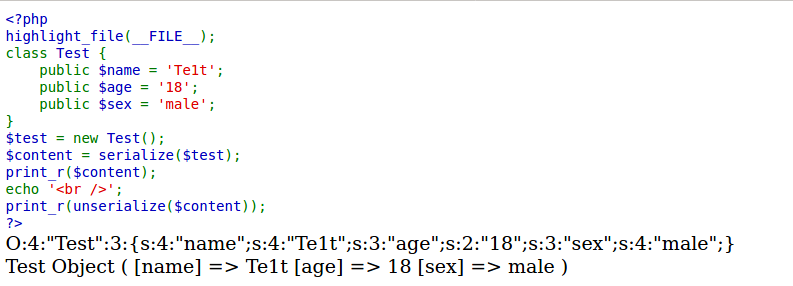 <?php
highlight_file(__FILE__);
class Test {
    public $name = 'Te1t';
    public $age = '18';
    public $sex = 'male';
}
$test = new Test();
$content = serialize($test);
print_r($content);
echo '<br />';
print_r(unserialize($content));
?>
O:4:"Test":3:{s:4:"name";s:4:"Te1t";s:3:"age";s:2:"18";s:3:"sex";s:4:"male";}
Test Object ( [name] => Te1t [age] => 18 [sex] => male )